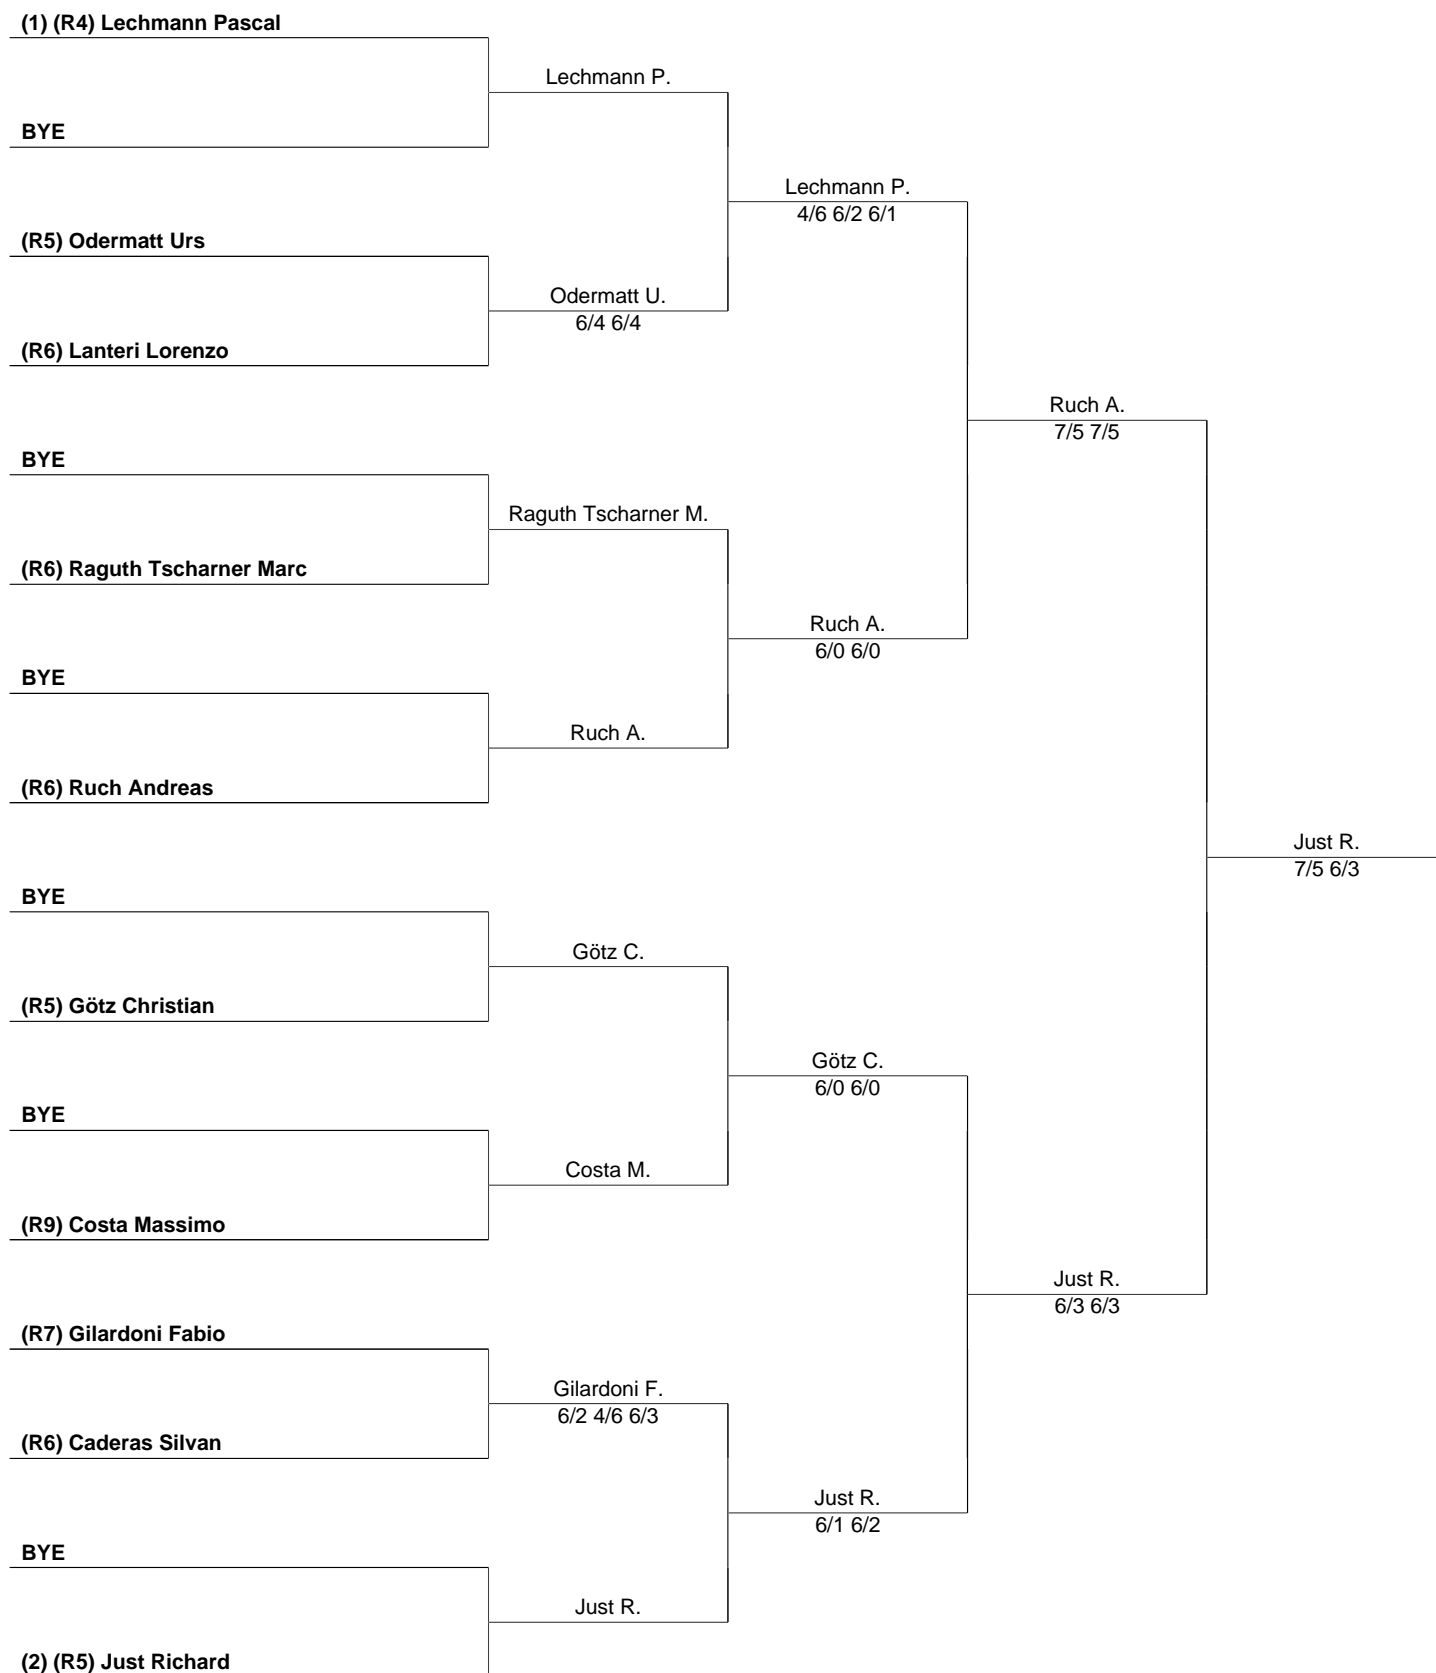 (1) (R4) Lechmann Pascal
Lechmann P.
BYE
Lechmann P.
4/6 6/2 6/1
(R5) Odermatt Urs
Odermatt U.
6/4 6/4
(R6) Lanteri Lorenzo
Ruch A.
7/5 7/5
BYE
Raguth Tscharner M.
(R6) Raguth Tscharner Marc
Ruch A.
6/0 6/0
BYE
Ruch A.
(R6) Ruch Andreas
Just R.
7/5 6/3
BYE
Götz C.
(R5) Götz Christian
Götz C.
6/0 6/0
BYE
Costa M.
(R9) Costa Massimo
Just R.
6/3 6/3
(R7) Gilardoni Fabio
Gilardoni F.
6/2 4/6 6/3
(R6) Caderas Silvan
Just R.
6/1 6/2
BYE
Just R.
(2) (R5) Just Richard